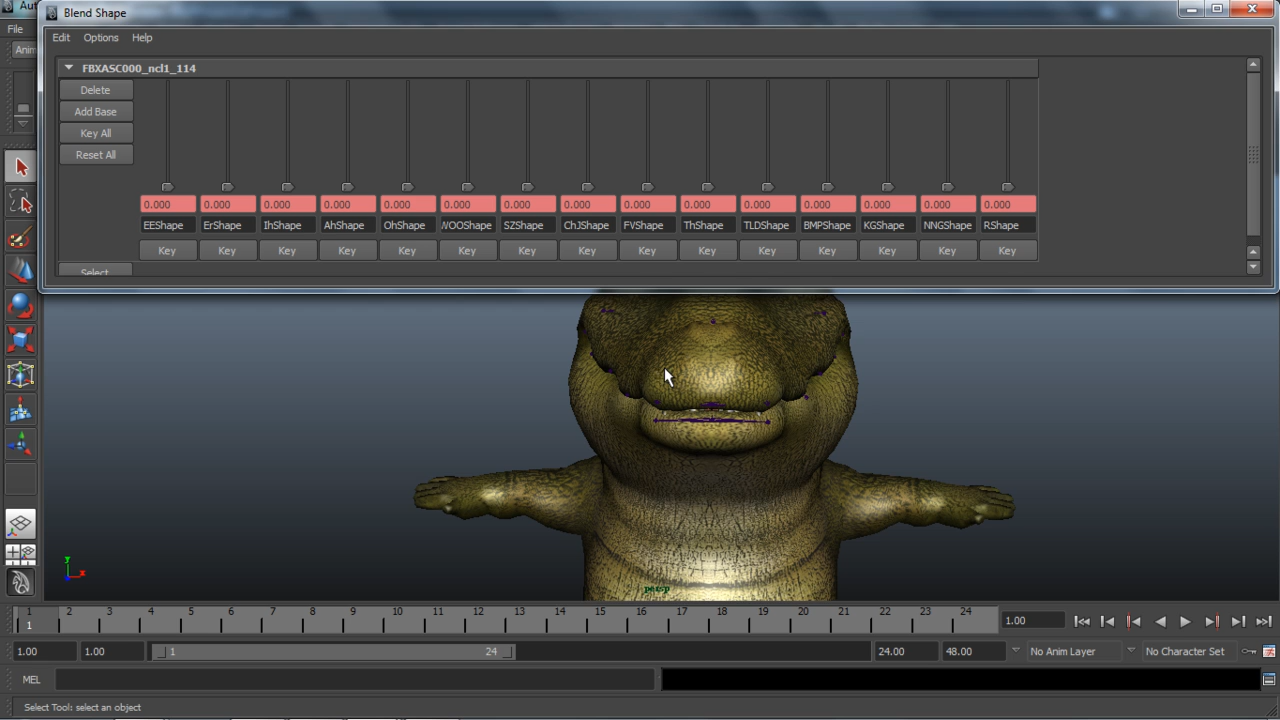 Aut
Blend Shape
File
Edit Options Help
Anim
FBXASC000_ncl1_114
Delete
Add Base
Key All
Reset All
0.000 0.000 0.000 0.000 0.000 0.000 0.000 0.000 0.000 0.000 0.000 0.000 0.000 0.000 0.000
EEShape ErShape IhShape AhShape OhShape WOOShape SZShape ChJShape FVShape ThShape TLDShape BMPShape KGShape NNGShape RShape
Key Key Key Key Key Key Key Key Key Key Key Key Key Key Key
Select
y
x
persp
1 2 3 4 5 6 7 8 9 10 11 12 13 14 15 16 17 18 19 20 21 22 23 24
1
1.00
1.00 1.00 1 24 24.00 48.00 No Anim Layer No Character Set
MEL
Select Tool: select an object